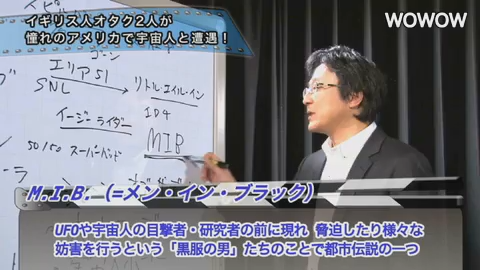 イギリス人オタク2人が
憧れのアメリカで宇宙人と遭遇！
WOWOW
エリア51
SNL
リトル・エイル・イン
イージーライダー
ID4
50/50 スーパーバッド
MIB
M.I.B. (=メン・イン・ブラック)
UFOや宇宙人の目撃者・研究者の前に現れ 脅迫したり様々な
妨害を行うという「黒服の男」たちのことで都市伝説の一つ